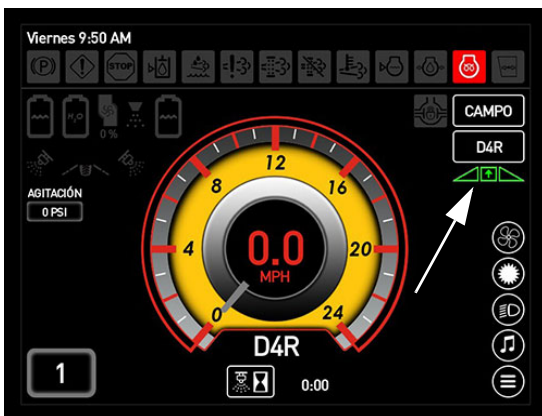 Viernes 9:50 AM
(P)
STOP
H₂O
0 %
CAMPO
D4R
AGITACIÓN
0 PSI
0
4
8
12
16
20
24
0.0
MPH
D4R
1
0:00